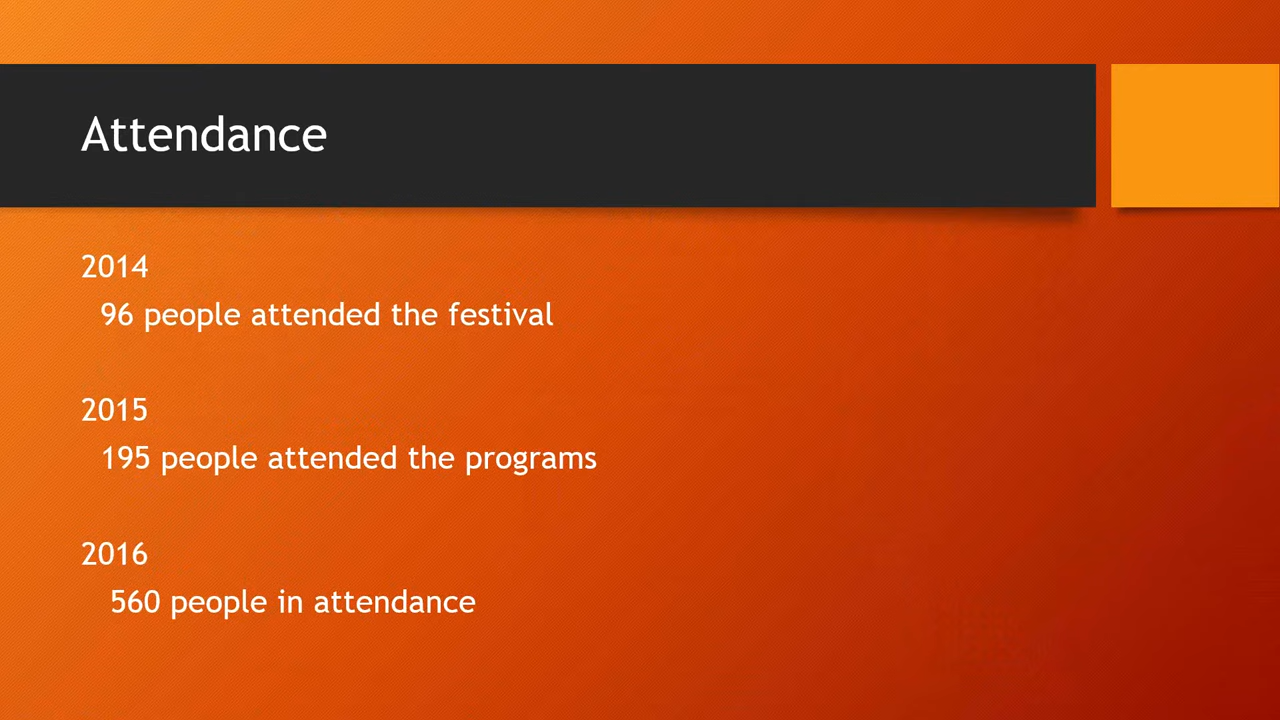 Attendance
2014
96 people attended the festival
2015
195 people attended the programs
2016
560 people in attendance